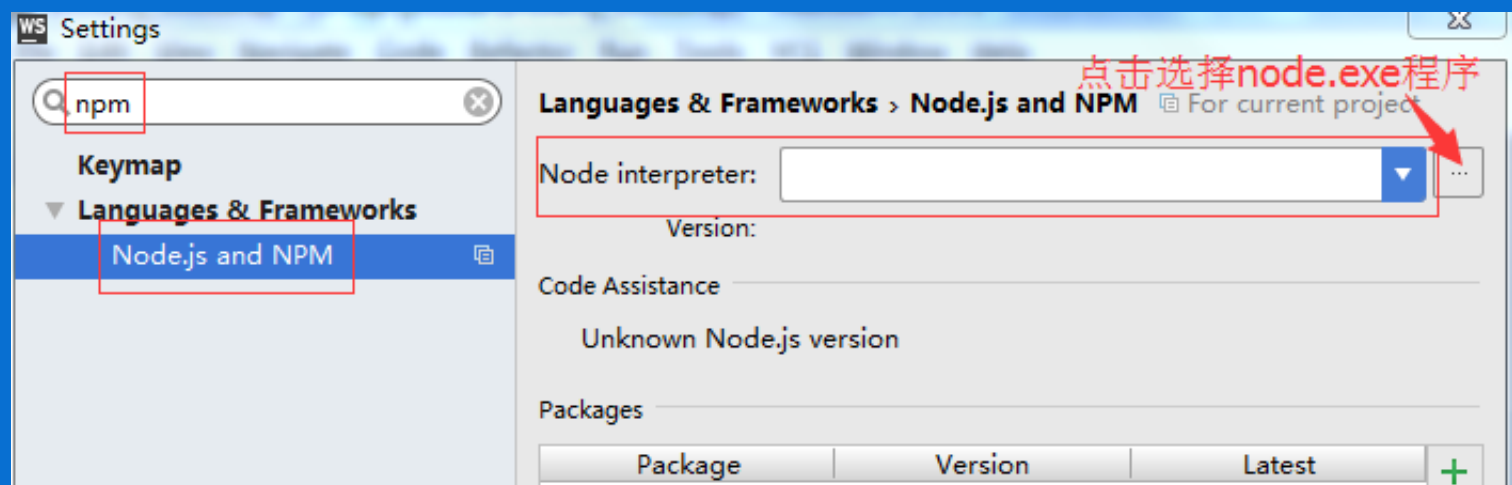 WS Settings
npm
Keymap
Languages & Frameworks
Node.js and NPM
点击选择node.exe程序
Languages & Frameworks › Node.js and NPM For current project
Node interpreter:
...
Version:
Code Assistance
Unknown Node.js version
Packages
Package Version Latest